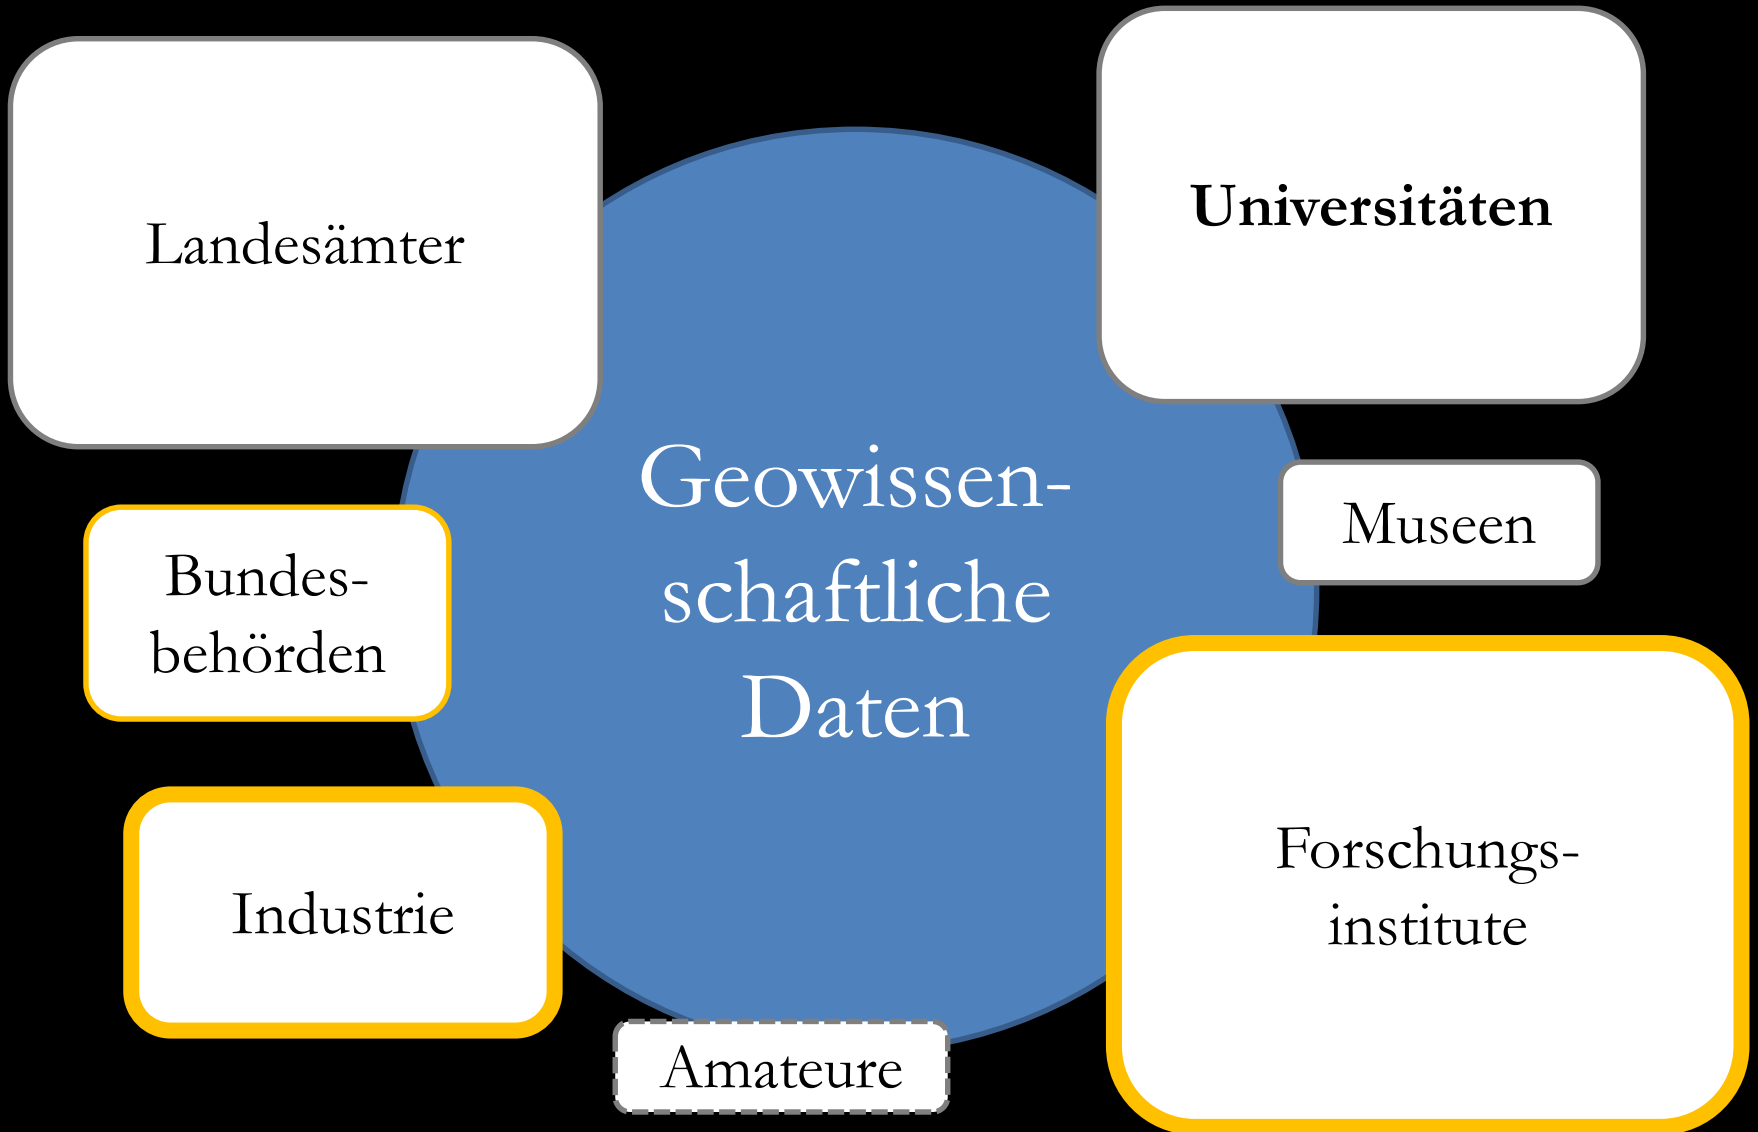 Landesämter
Universitäten
Geowissen-
schaftliche
Daten
Museen
Bundes-
behörden
Industrie
Forschungs-
institute
Amateure